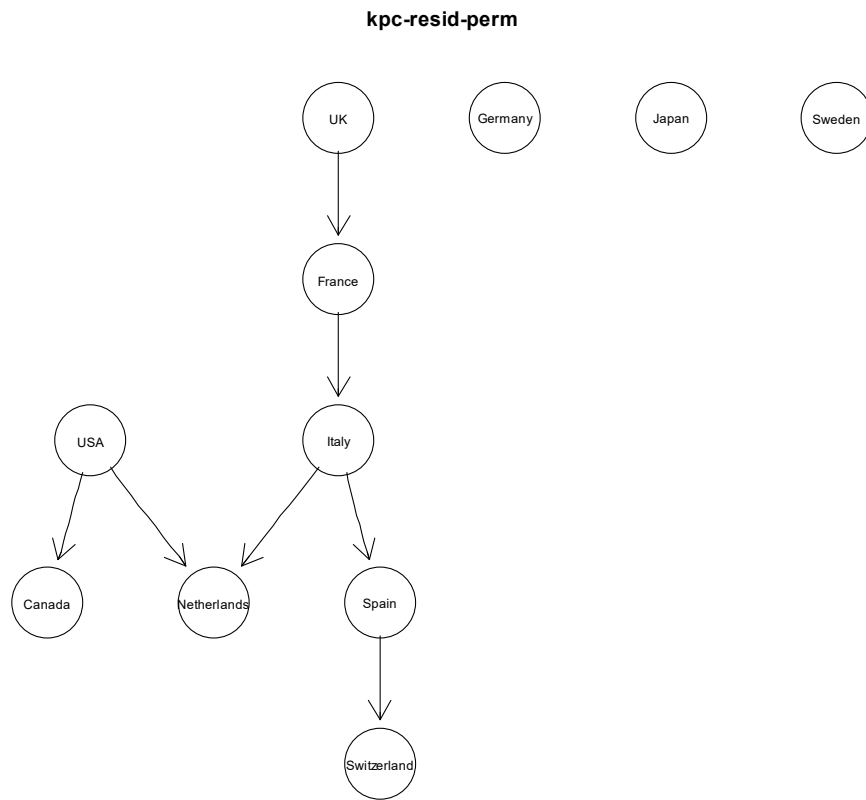 kpc-resid-perm
UK
Germany
Japan
Sweden
France
USA
Italy
Canada
Netherlands
Spain
Switzerland